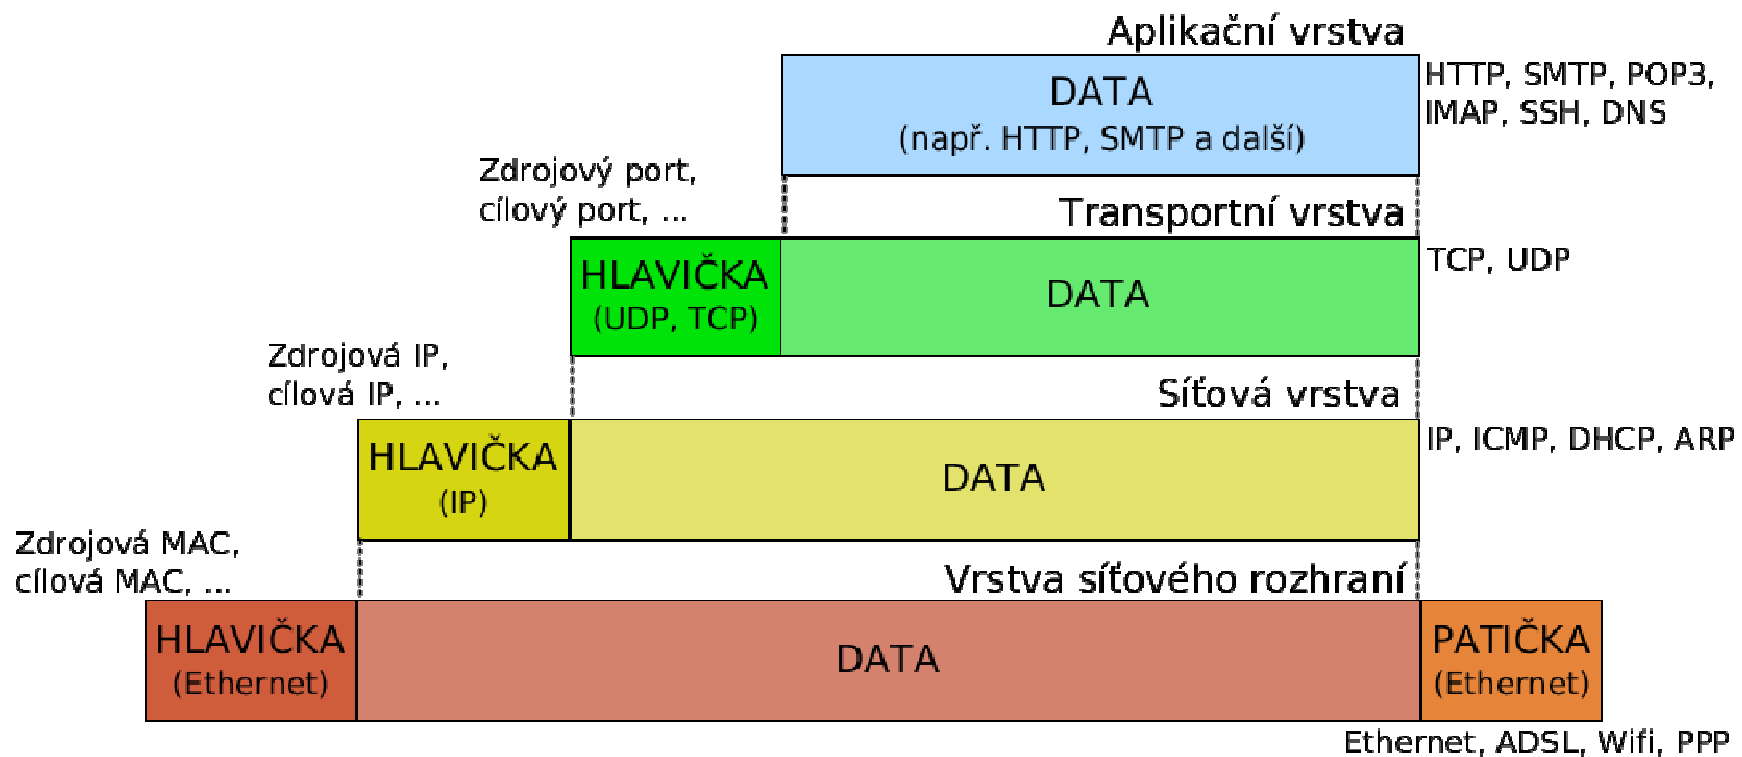 Aplikační vrstva
DATA
(např. HTTP, SMTP a další)
HTTP, SMTP, POP3,
IMAP, SSH, DNS
Zdrojový port,
cílový port, ...
Transportní vrstva
HLAVIČKA
(UDP, TCP)
DATA
TCP, UDP
Zdrojová IP,
cílová IP, ...
Síťová vrstva
HLAVIČKA
(IP)
DATA
IP, ICMP, DHCP, ARP
Zdrojová MAC,
cílová MAC, ...
Vrstva síťového rozhraní
HLAVIČKA
(Ethernet)
DATA
PATIČKA
(Ethernet)
Ethernet, ADSL, Wifi, PPP